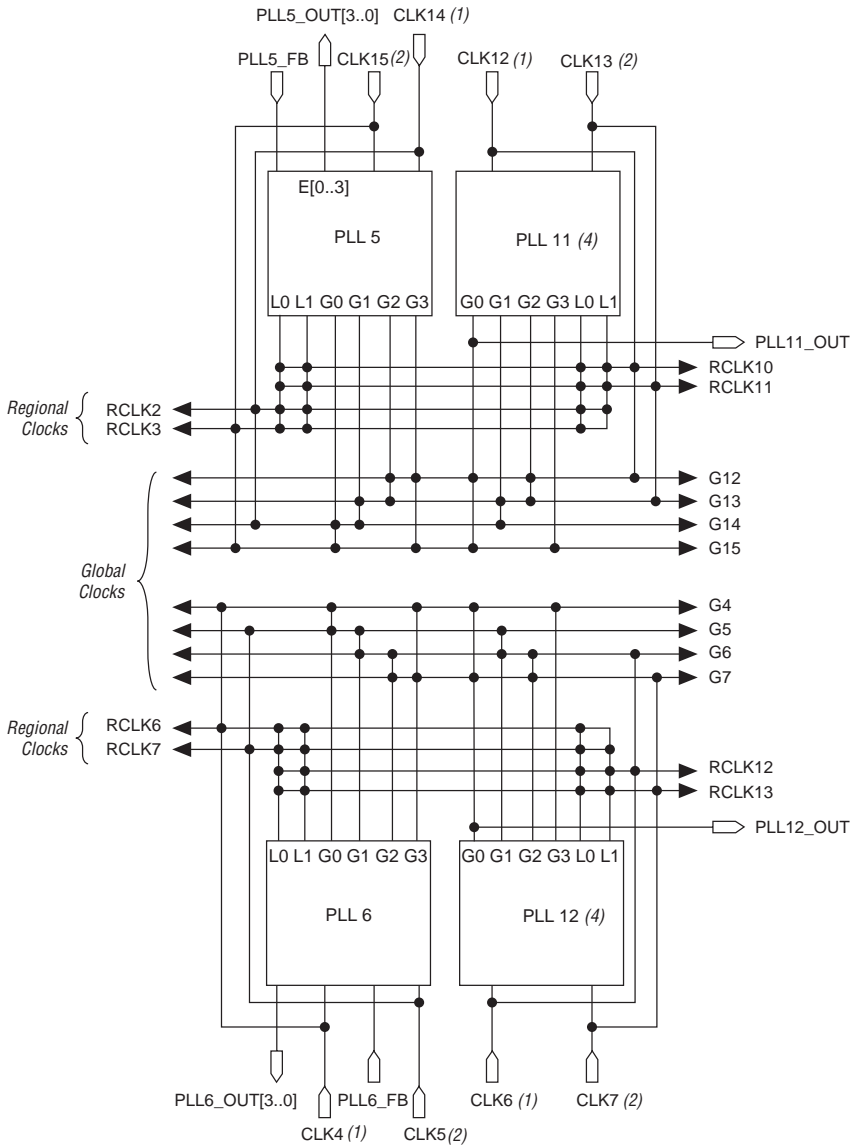 PLL5_OUT[3..0] CLK14 (1)
PLL5_FB CLK15 (2) CLK12 (1) CLK13 (2)
E[0..3]
PLL 5 PLL 11 (4)
L0 L1 G0 G1 G2 G3 G0 G1 G2 G3 L0 L1
PLL11_OUT
RCLK10
RCLK11
Regional
Clocks
RCLK2
RCLK3
G12
G13
G14
G15
Global
Clocks
G4
G5
G6
G7
Regional
Clocks
RCLK6
RCLK7
RCLK12
RCLK13
PLL12_OUT
L0 L1 G0 G1 G2 G3 G0 G1 G2 G3 L0 L1
PLL 6 PLL 12 (4)
PLL6_OUT[3..0] PLL6_FB CLK6 (1) CLK7 (2)
CLK4 (1) CLK5 (2)